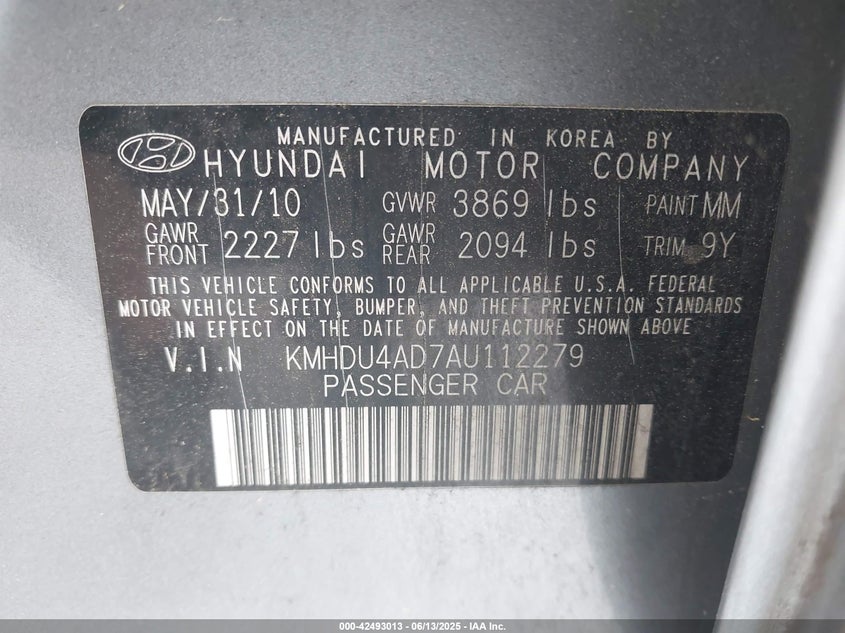 MANUFACTURED IN KOREA BY
HYUNDAI MOTOR COMPANY
MAY/31/10 GVWR 3869 lbs PAINT MM
GAWR FRONT 2227 lbs GAWR REAR 2094 lbs TRIM 9Y
THIS VEHICLE CONFORMS TO ALL APPLICABLE U.S.A. FEDERAL
MOTOR VEHICLE SAFETY, BUMPER, AND THEFT PREVENTION STANDARDS
IN EFFECT ON THE DATE OF MANUFACTURE SHOWN ABOVE
V.I.N KMHDU4AD7AU112279
PASSENGER CAR
000-42493013 - 06/13/2025 - IAA Inc.